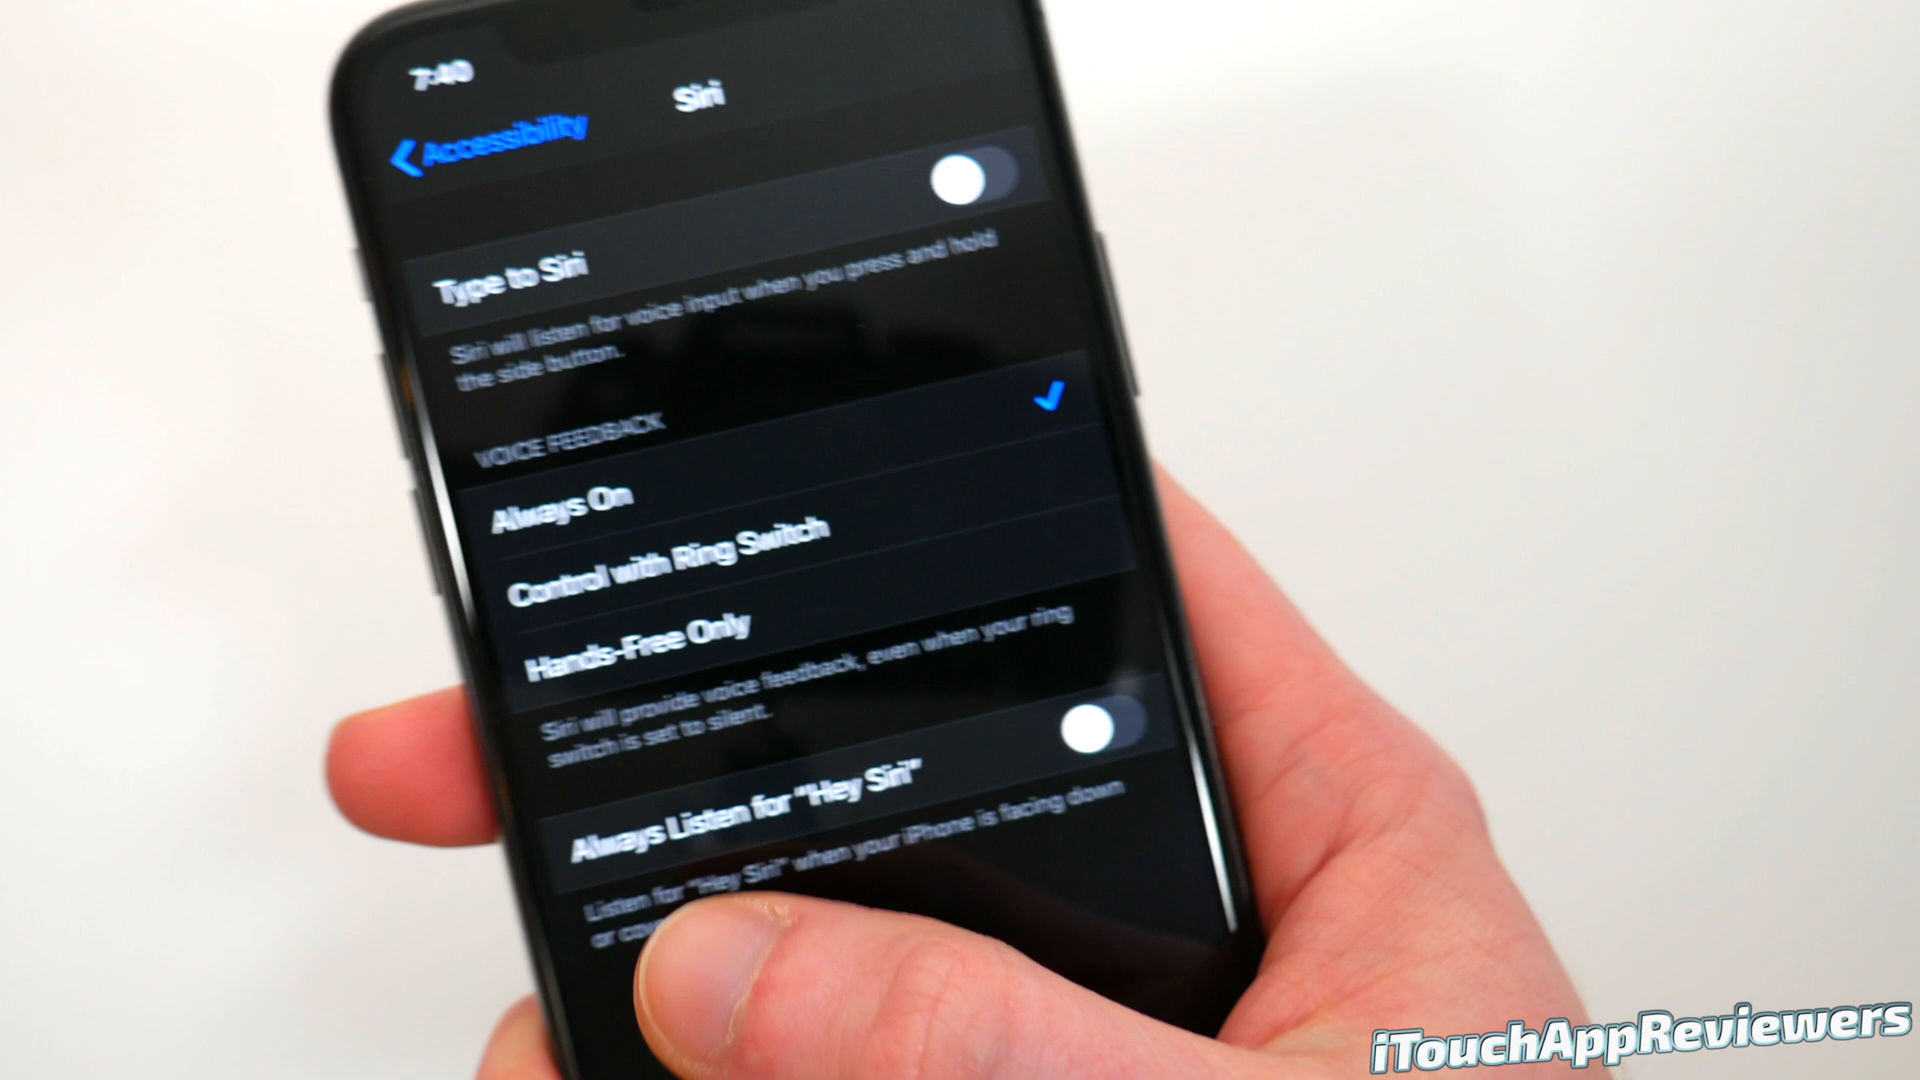 7:40
Siri
Accessibility
Type to Siri
Siri will listen for voice input when you press and hold
the side button.
VOICE FEEDBACK
Always On
Control with Ring Switch
Hands-Free Only
Siri will provide voice feedback, even when your ring
switch is set to silent.
Always Listen for “Hey Siri”
Listen for “Hey Siri” when your iPhone is facing down
or
iTouchAppReviewers